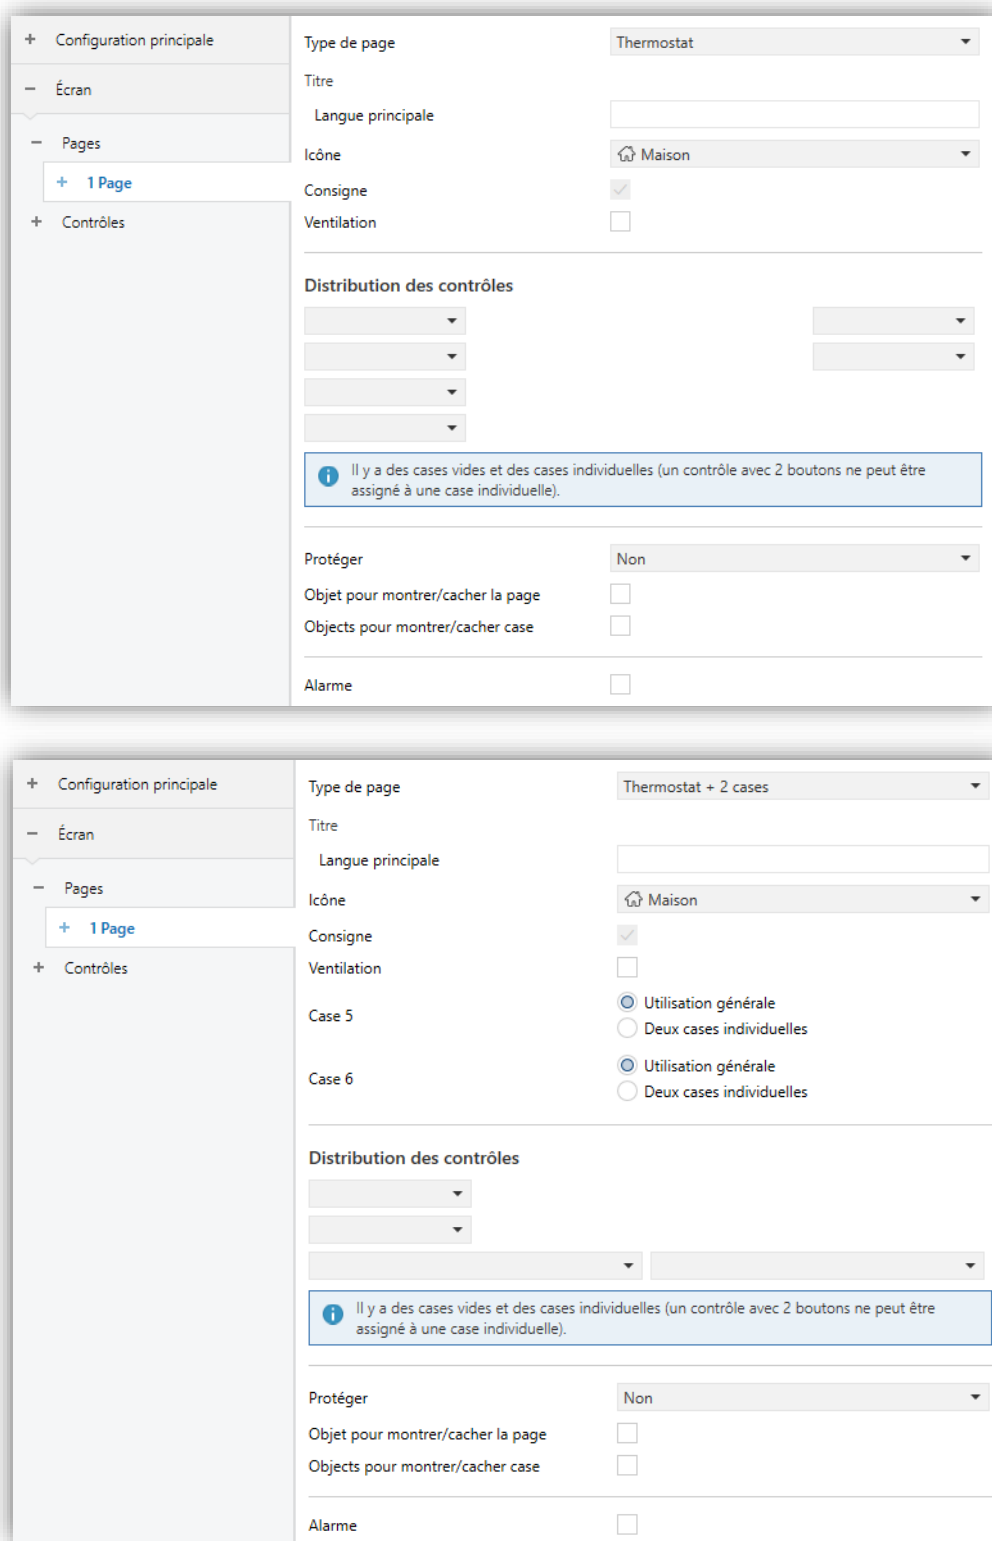 Configuration principale
Écran
Pages
1 Page
Contrôles
Type de page
Thermostat
Titre
Langue principale
Icône
Maison
Consigne
Ventilation
Distribution des contrôles
Il y a des cases vides et des cases individuelles (un contrôle avec 2 boutons ne peut être
assigné à une case individuelle).
Protéger
Non
Objet pour montrer/cacher la page
Objects pour montrer/cacher case
Alarme
Configuration principale
Écran
Pages
1 Page
Contrôles
Type de page
Thermostat + 2 cases
Titre
Langue principale
Icône
Maison
Consigne
Ventilation
Case 5
Utilisation générale
Deux cases individuelles
Case 6
Utilisation générale
Deux cases individuelles
Distribution des contrôles
Il y a des cases vides et des cases individuelles (un contrôle avec 2 boutons ne peut être
assigné à une case individuelle).
Protéger
Non
Objet pour montrer/cacher la page
Objects pour montrer/cacher case
Alarme